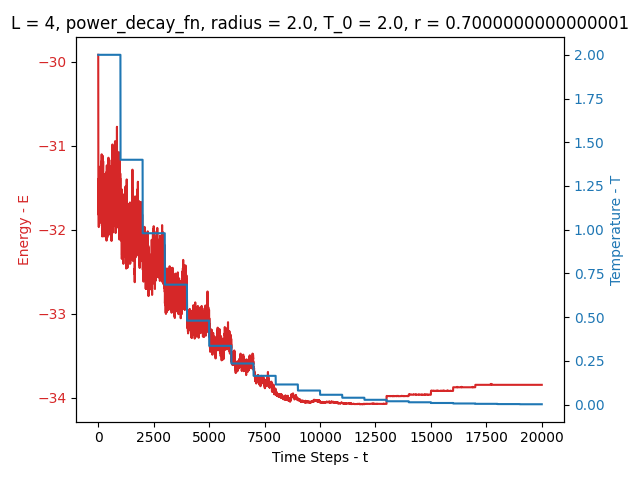 L = 4, power_decay_fn, radius = 2.0, T_0 = 2.0, r = 0.7000000000000001
−30
−31
−32
−33
−34
Energy - E
2.00
1.75
1.50
1.25
1.00
0.75
0.50
0.25
0.00
Temperature - T
0 2500 5000 7500 10000 12500 15000 17500 20000
Time Steps - t